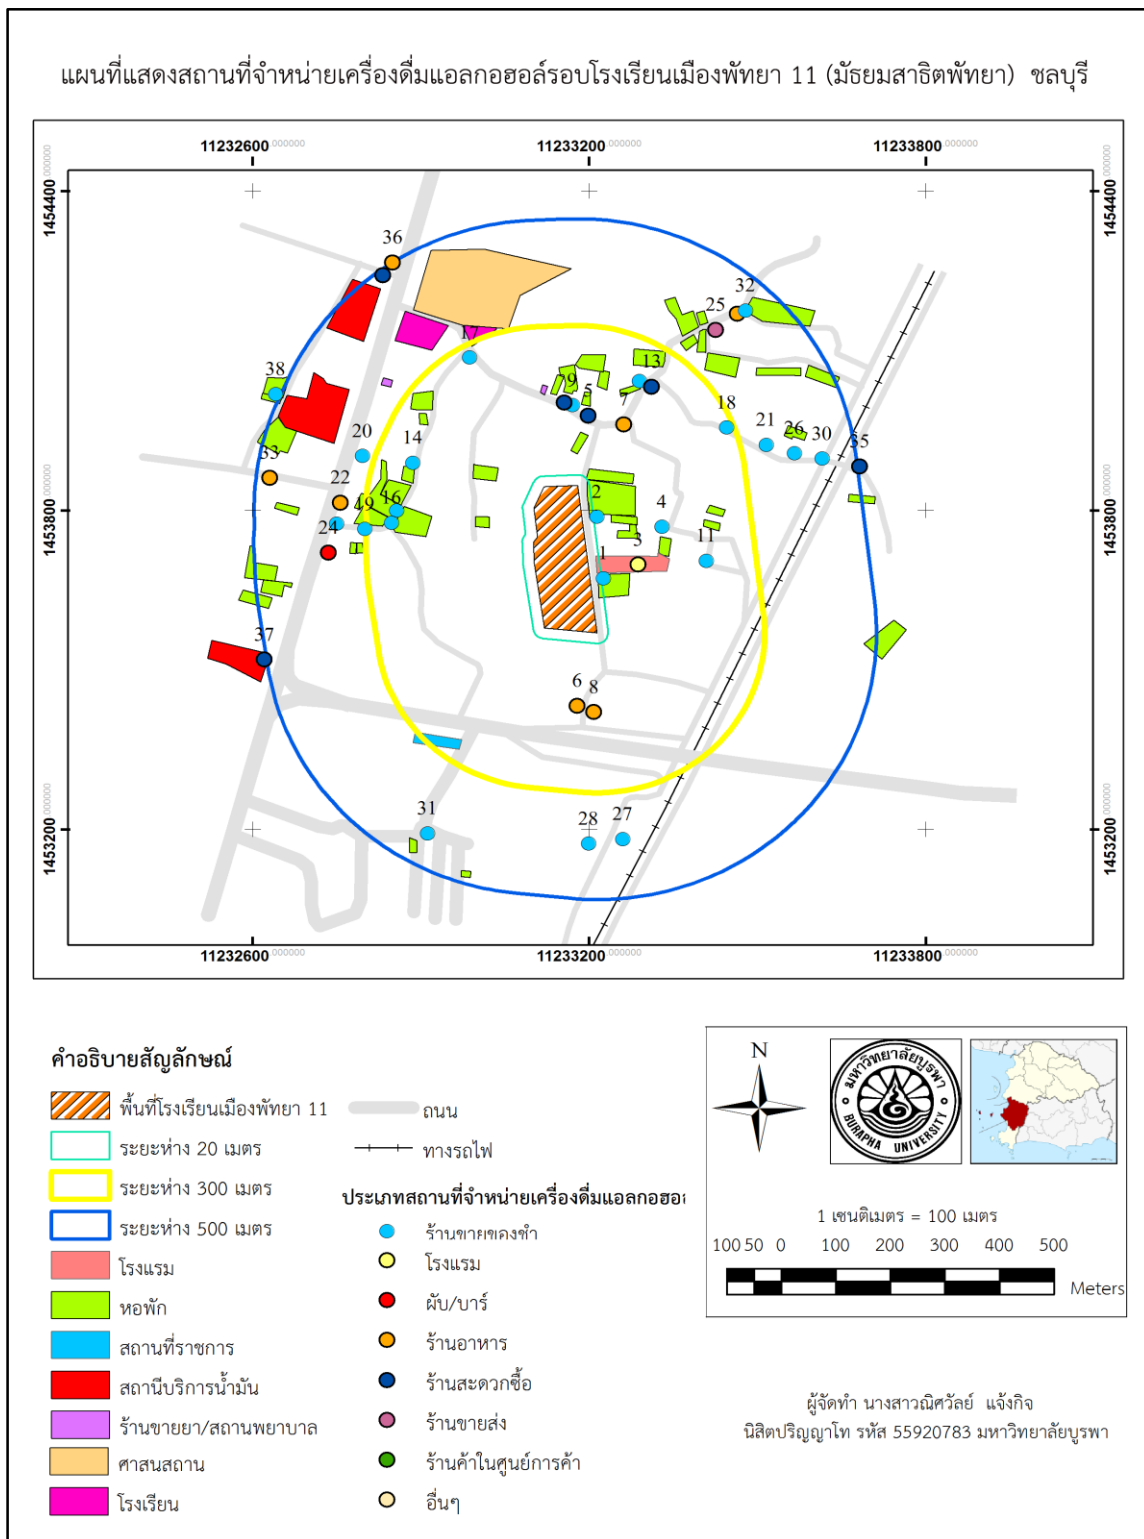 แผนที่แสดงสถานที่จำหน่ายเครื่องดื่มแอลกอฮอล์รอบโรงเรียนเมืองพัทยา 11 (มัธยมสาธิตพัทยา) ชลบุรี
11232600.000000 11233200.000000 11233800.000000
1454400.000000 1454400.000000
36
32
25
17
13
38
9
5
7
18
21
26
30
35
20
14
33
22
16
19
24
2
4
3
11
1
1453800.000000 1453800.000000
37
6
8
31
28
27
1453200.000000 1453200.000000
11232600.000000 11233200.000000 11233800.000000
คำอธิบายสัญลักษณ์
พื้นที่โรงเรียนเมืองพัทยา 11
ระยะห่าง 20 เมตร
ระยะห่าง 300 เมตร
ระยะห่าง 500 เมตร
โรงแรม
หอพัก
สถานที่ราชการ
สถานีบริการน้ำมัน
ร้านขายยา/สถานพยาบาล
ศาสนสถาน
โรงเรียน
ถนน
ทางรถไฟ
ประเภทสถานที่จำหน่ายเครื่องดื่มแอลกอฮอ
ร้านขายของชำ
โรงแรม
ผับ/บาร์
ร้านอาหาร
ร้านสะดวกซื้อ
ร้านขายส่ง
ร้านค้าในศูนย์การค้า
อื่นๆ
N
มหาวิทยาลัยบูรพา
BURAPHA UNIVERSITY
1 เซนติเมตร = 100 เมตร
100 50 0 100 200 300 400 500
Meters
ผู้จัดทำ นางสาวณิศวัลย์ แจ้งกิจ
นิสิตปริญญาโท รหัส 55920783 มหาวิทยาลัยบูรพา